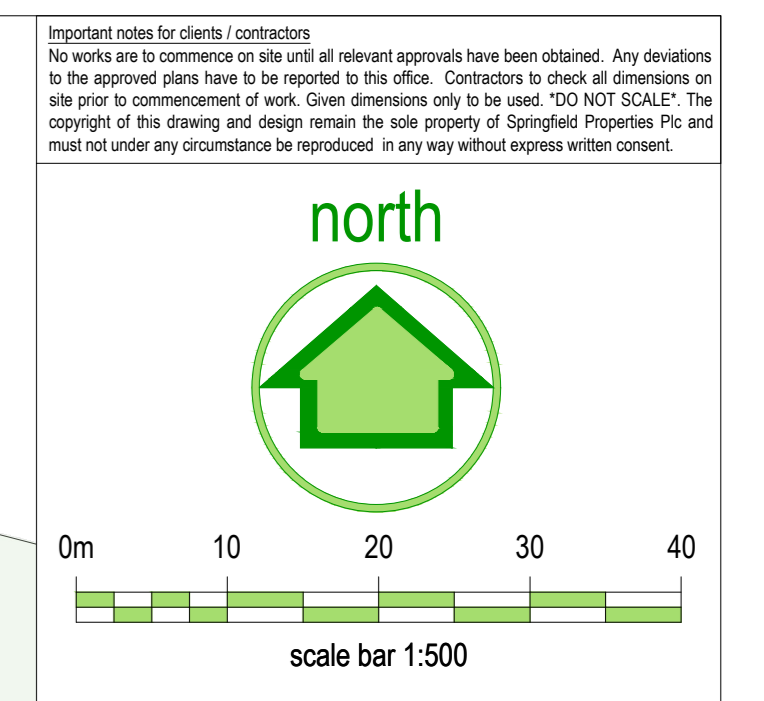 Important notes for clients / contractors
No works are to commence on site until all relevant approvals have been obtained. Any deviations
to the approved plans have to be reported to this office. Contractors to check all dimensions on
site prior to commencement of work. Given dimensions only to be used. *DO NOT SCALE*. The
copyright of this drawing and design remain the sole property of Springfield Properties Plc and
must not under any circumstance be reproduced in any way without express written consent.
north
0m 10 20 30 40
scale bar 1:500